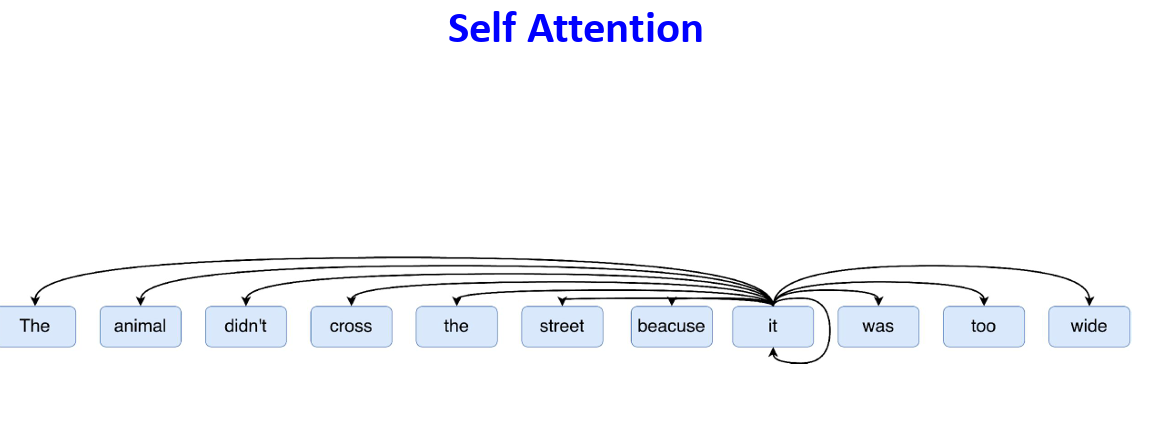 Self Attention
The animal didn't cross the street beacuse it was too wide